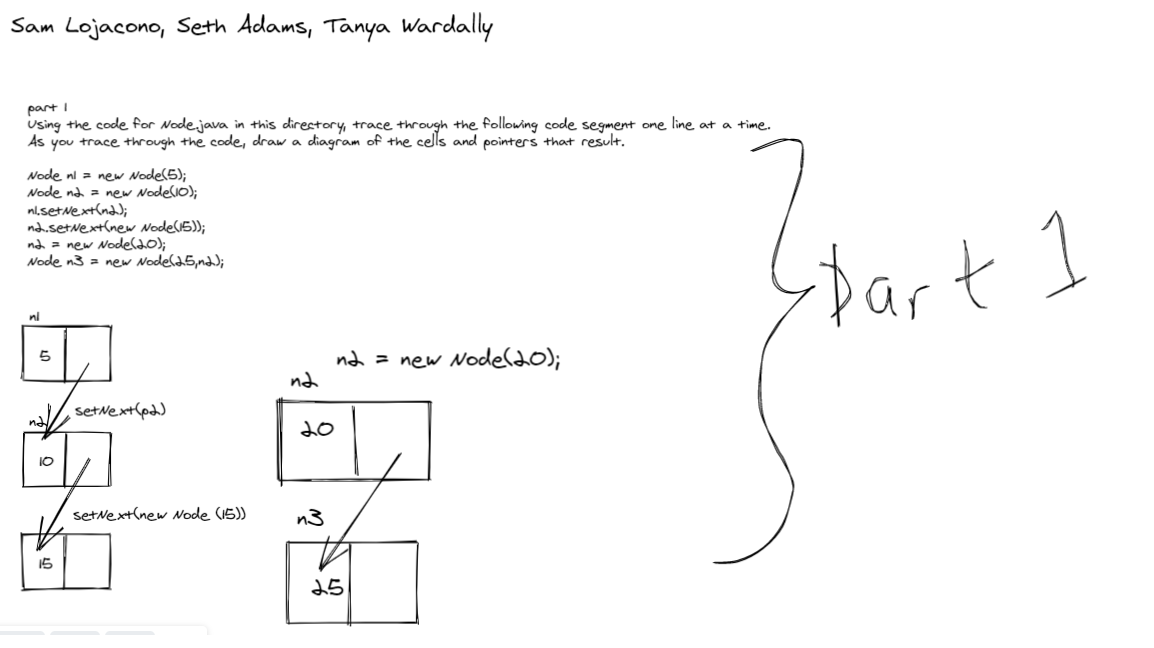 Sam Lojacono, Seth Adams, Tanya Wardally
part 1
Using the code for Node.java in this directory, trace through the following code segment one line at a time.
As you trace through the code, draw a diagram of the cells and pointers that result.
Node n1 = new Node(5);
Node n2 = new Node(10);
n1.setNext(n2);
n2.setNext(new Node(15));
n2 = new Node(20);
Node n3 = new Node(25,n2);
part 1
n1
5
setNext(p2)
n2
10
setNext(new Node (15))
15
n2 = new Node(20);
n2
20
n3
25